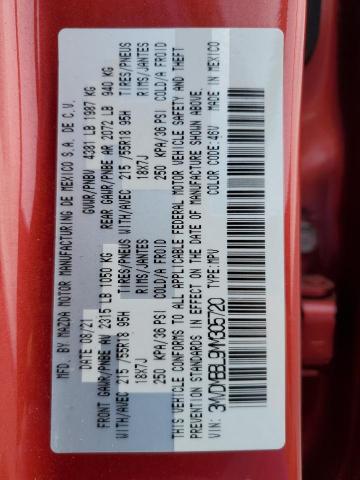 MFD BY MAZDA MOTOR MANUFACTURING DE MEXICO S.A. DE C.V.
DATE 08/21 GVWR/PNBV 4381 LB 1987 KG
FRONT GAWR/PNBE AV 2315 LB 1050 KG REAR GAWR/PNBE AR 2072 LB 940 KG
WITH/AVEC 215 /55R18 95H TIRES/PNEUS WITH/AVEC 215 /55R18 95H TIRES/PNEUS
18X7J RIMS/JANTES 18X7J RIMS/JANTES
250 KPA/36 PSI COLD/A FROID 250 KPA/36 PSI COLD/A FROID
THIS VEHICLE CONFORMS TO ALL APPLICABLE FEDERAL MOTOR VEHICLE SAFETY AND
THEFT PREVENTION STANDARDS IN EFFECT ON THE DATE OF MANUFACTURE SHOWN ABOVE.
TYPE:MPV COLOR CODE:46V MADE IN MEXICO